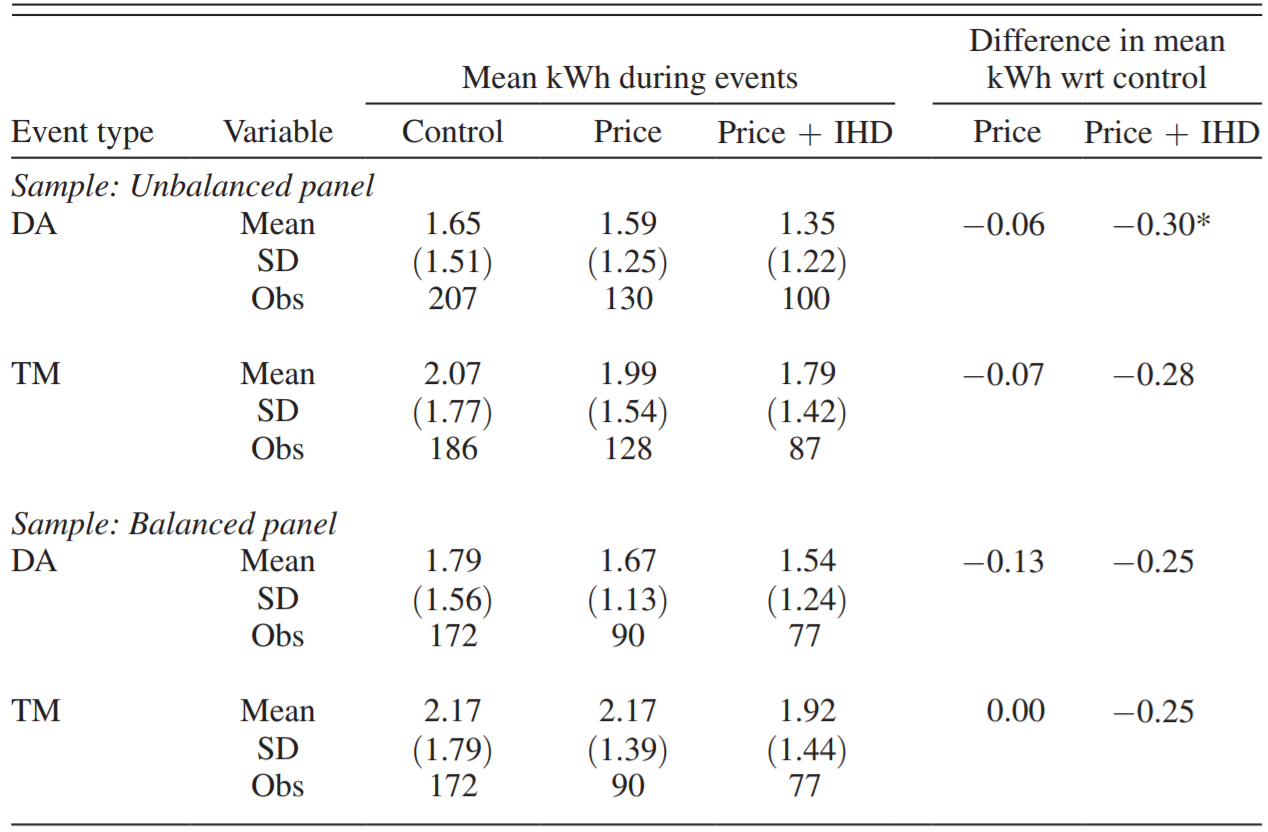 Difference in mean
Mean kWh during events kWh wrt control
Event type Variable Control Price Price + IHD Price Price + IHD
Sample: Unbalanced panel
DA Mean 1.65 1.59 1.35 −0.06 −0.30*
SD (1.51) (1.25) (1.22)
Obs 207 130 100
TM Mean 2.07 1.99 1.79 −0.07 −0.28
SD (1.77) (1.54) (1.42)
Obs 186 128 87
Sample: Balanced panel
DA Mean 1.79 1.67 1.54 −0.13 −0.25
SD (1.56) (1.13) (1.24)
Obs 172 90 77
TM Mean 2.17 2.17 1.92 0.00 −0.25
SD (1.79) (1.39) (1.44)
Obs 172 90 77